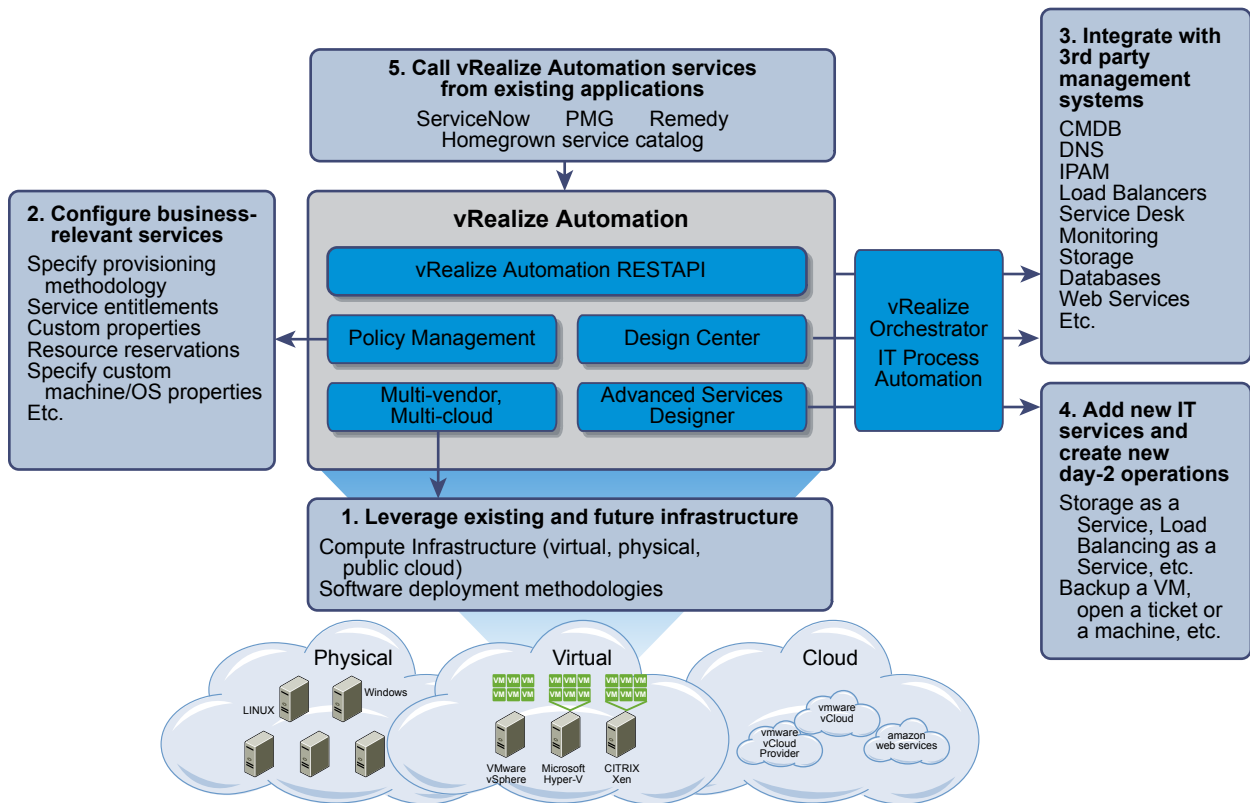 5. Call vRealize Automation services
from existing applications
ServiceNow PMG Remedy
Homegrown service catalog
3. Integrate with
3rd party
management
systems
CMDB
DNS
IPAM
Load Balancers
Service Desk
Monitoring
Storage
Databases
Web Services
Etc.
2. Configure business-
relevant services
Specify provisioning
methodology
Service entitlements
Custom properties
Resource reservations
Specify custom
machine/OS properties
Etc.
vRealize Automation
vRealize Automation RESTAPI
Policy Management
Design Center
Multi-vendor,
Multi-cloud
Advanced Services
Designer
vRealize
Orchestrator
IT Process
Automation
4. Add new IT
services and
create new
day-2 operations
Storage as a
Service, Load
Balancing as a
Service, etc.
Backup a VM,
open a ticket or
a machine, etc.
1. Leverage existing and future infrastructure
Compute Infrastructure (virtual, physical,
public cloud)
Software deployment methodologies
Physical
LINUX
Windows
Virtual
VM VM VM
VM VM VM
VM VM VM
VM VM VM
VM VM VM
VM VM VM
VMware
vSphere
Microsoft
Hyper-V
CITRIX
Xen
Cloud
vmware
vCloud
vmware
vCloud
Provider
amazon
web services